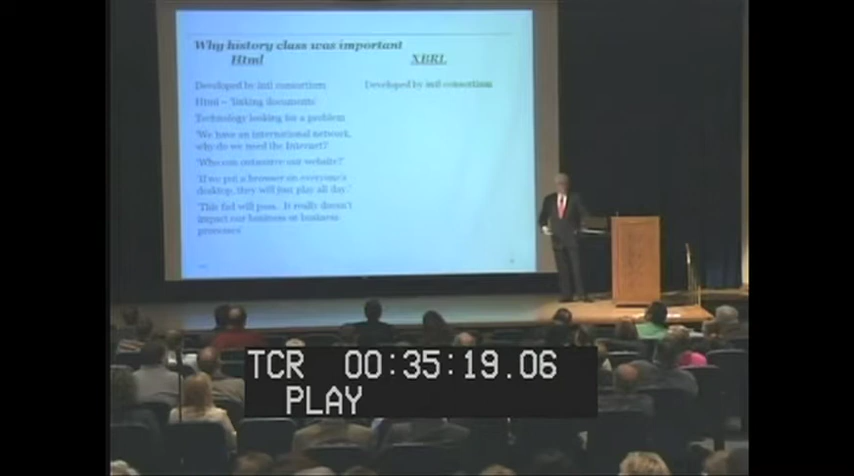 Why history class was important
Html
XBRL
Developed by intl consortium
Developed by intl consortium
Html – 'linking documents'
Technology looking for a problem
'We have an international network,
why do we need the Internet?'
'Who can outsource our website?'
'If we put a browser on everyone's
desktop, they will just play all day.'
'This fad will pass. It really doesn't
impact our business or business
processes'
TCR 00:35:19.06
PLAY